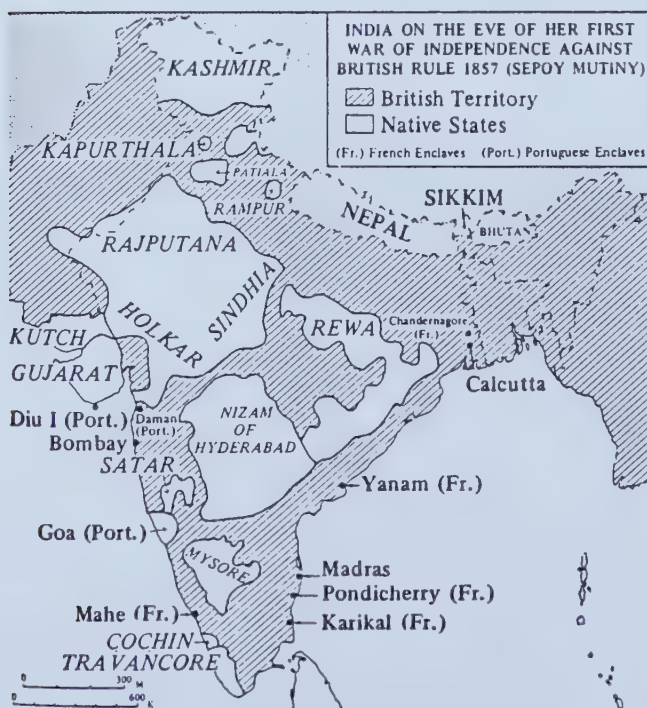 INDIA ON THE EVE OF HER FIRST
WAR OF INDEPENDENCE AGAINST
BRITISH RULE 1857 (SEPOY MUTINY)
British Territory
Native States
(Fr.) French Enclaves (Port.) Portuguese Enclaves
KASHMIR
KAPURTHALA
PATIALA
RAMPUR
NEPAL
SIKKIM
BHUTAN
RAJPUTANA
HOLKAR
SINDHIA
REWA
Chandernagore
(Fr.)
Calcutta
KUTCH
GUJARAT
Diu I (Port.)
Daman
(Port.)
Bombay
SATAR
NIZAM
OF
HYDERABAD
Yanam (Fr.)
Goa (Port.)
MYSORE
Madras
Pondicherry (Fr.)
Mahe (Fr.)
Karikal (Fr.)
COCHIN
TRAVANCORE
0 300 M
0 600 K